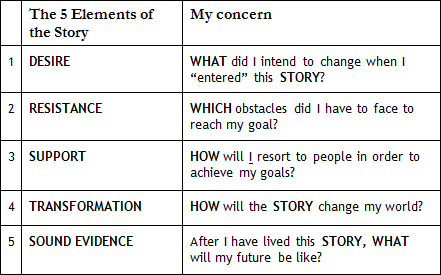 The 5 Elements of
the Story
My concern
1
DESIRE
WHAT did I intend to change when I
“entered” this STORY?
2
RESISTANCE
WHICH obstacles did I have to face to
reach my goal?
3
SUPPORT
HOW will I resort to people in order to
achieve my goals?
4
TRANSFORMATION
HOW will the STORY change my world?
5
SOUND EVIDENCE
After I have lived this STORY, WHAT
will my future be like?